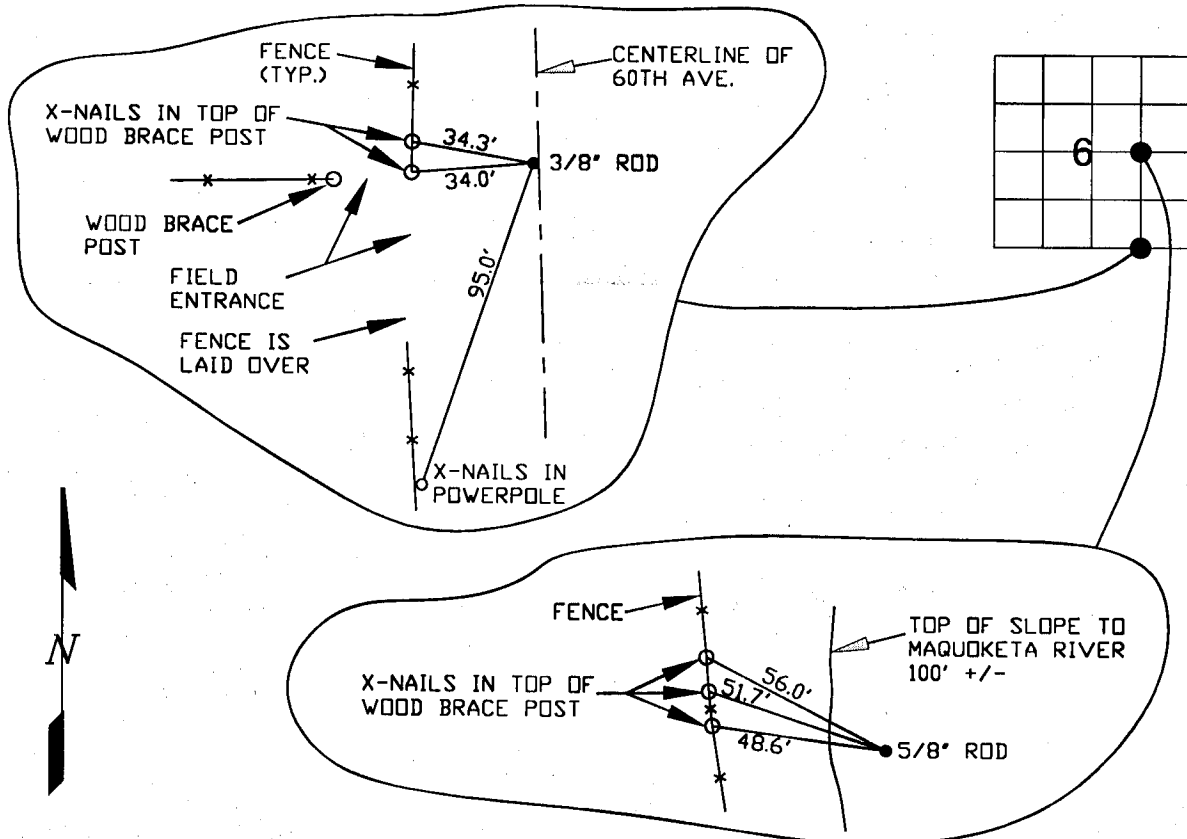 FENCE
(TYP.)
CENTERLINE OF
60TH AVE.
X-NAILS IN TOP OF
WOOD BRACE POST
34.3'
3/8" ROD
34.0'
6
WOOD BRACE
POST
FIELD
ENTRANCE
95.0'
FENCE IS
LAID OVER
X-NAILS IN
POWERPOLE
N
FENCE
TOP OF SLOPE TO
MAQUOKETA RIVER
100' +/-
X-NAILS IN TOP OF
WOOD BRACE POST
56.0'
51.7'
48.6'
5/8" ROD